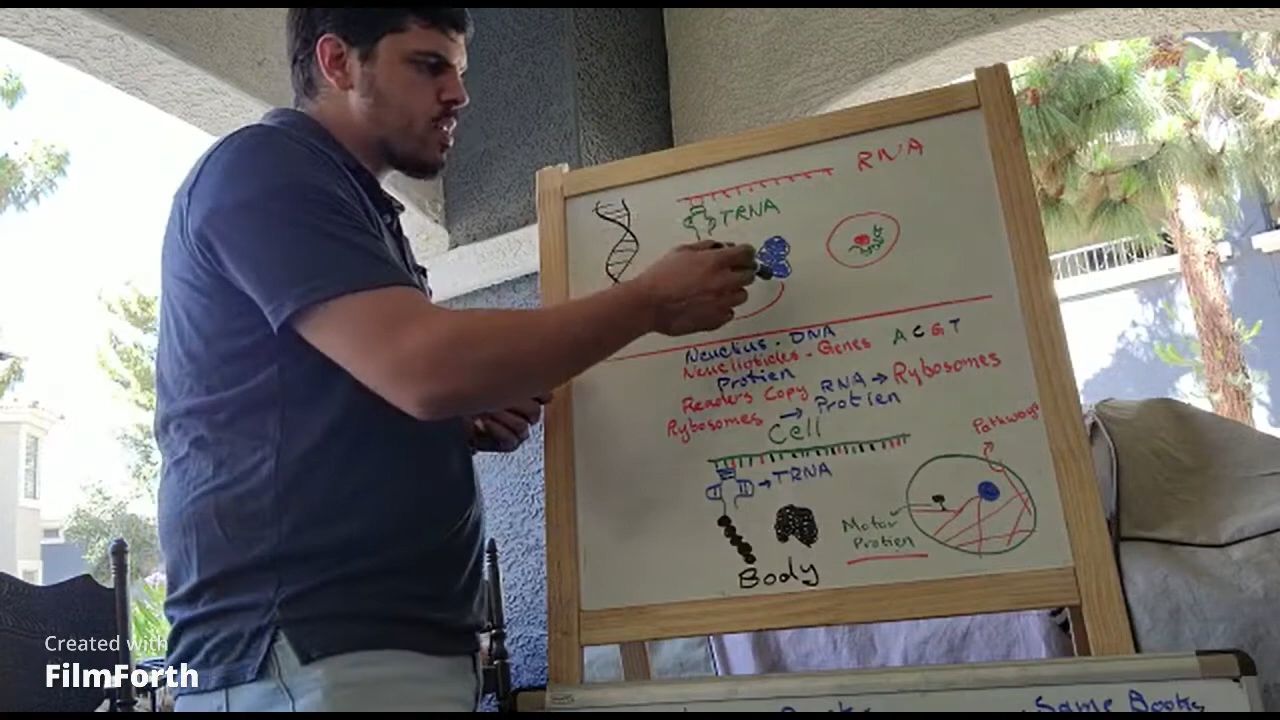 RNA
TRNA
Neuclus - DNA
Neucliotides - Genes A C G T
Protien
Readers Copy RNA → Rybosomes
Rybosomes → Protien
Cell
Pathways
→ TRNA
Motor
Protien
Body
Created with
FilmForth
Same Books